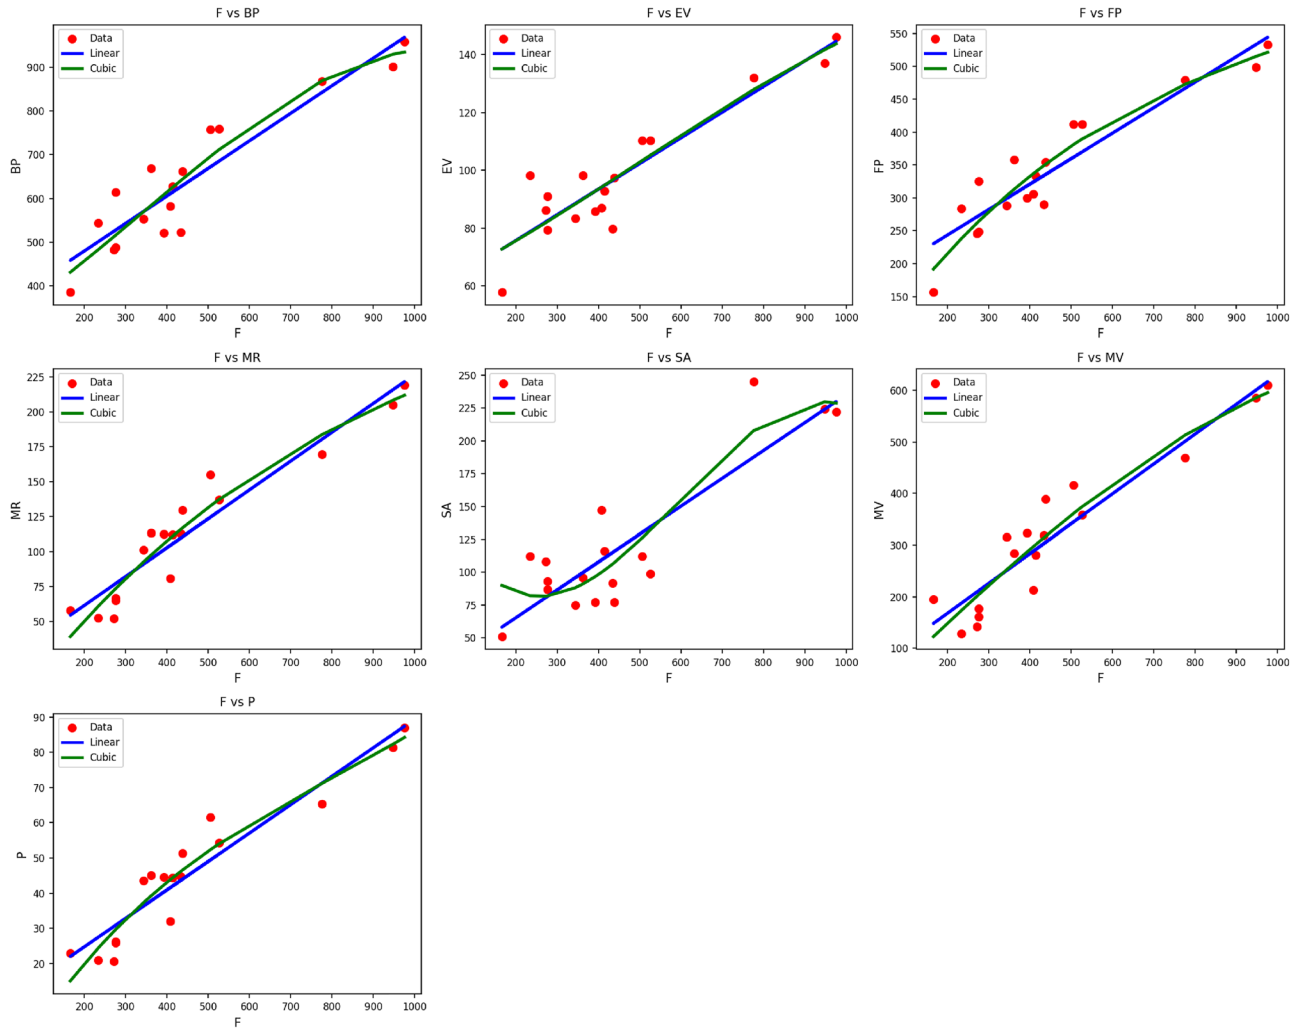 F vs BP
Data
Linear
Cubic
900
800
700
600
500
400
BP
200 300 400 500 600 700 800 900 1000
F
F vs EV
Data
Linear
Cubic
140
120
100
80
60
EV
200 300 400 500 600 700 800 900 1000
F
F vs FP
Data
Linear
Cubic
550
500
450
400
350
300
250
200
150
FP
200 300 400 500 600 700 800 900 1000
F
F vs MR
Data
Linear
Cubic
225
200
175
150
125
100
75
50
MR
200 300 400 500 600 700 800 900 1000
F
F vs SA
Data
Linear
Cubic
250
225
200
175
150
125
100
75
50
SA
200 300 400 500 600 700 800 900 1000
F
F vs MV
Data
Linear
Cubic
600
500
400
300
200
100
MV
200 300 400 500 600 700 800 900 1000
F
F vs P
Data
Linear
Cubic
90
80
70
60
50
40
30
20
P
200 300 400 500 600 700 800 900 1000
F